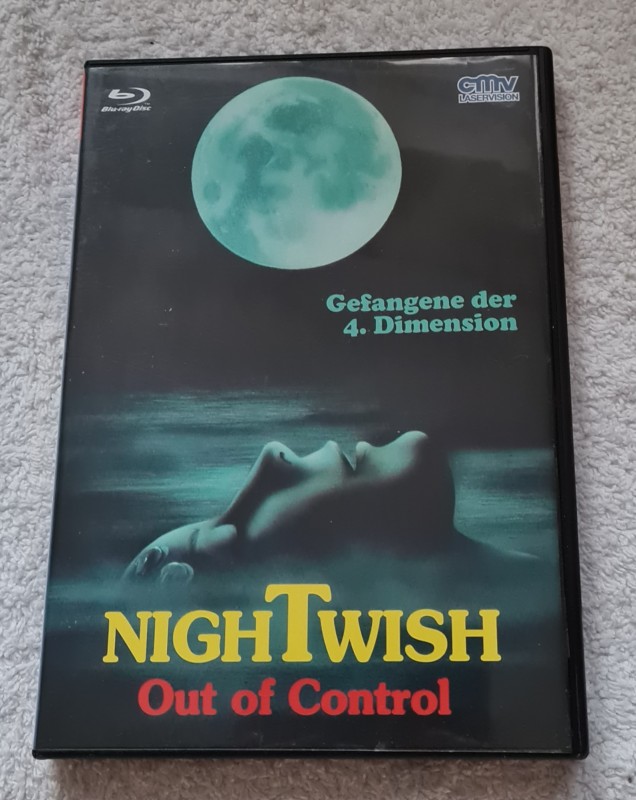 Blu-ray Disc
cmv
LASERVISION
Gefangene der
4. Dimension
NIGHTWISH
Out of Control